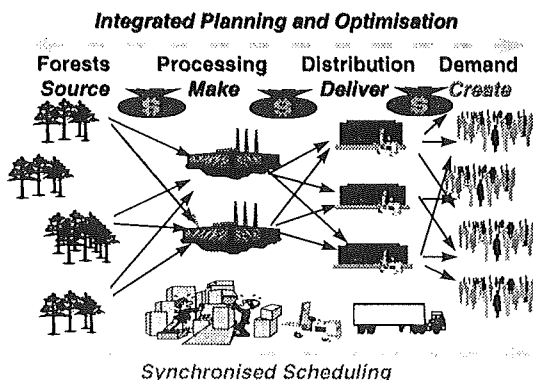 Integrated Planning and Optimisation
Forests Processing Distribution Demand
Source Make Deliver Create
$ $ $
Synchronised Scheduling